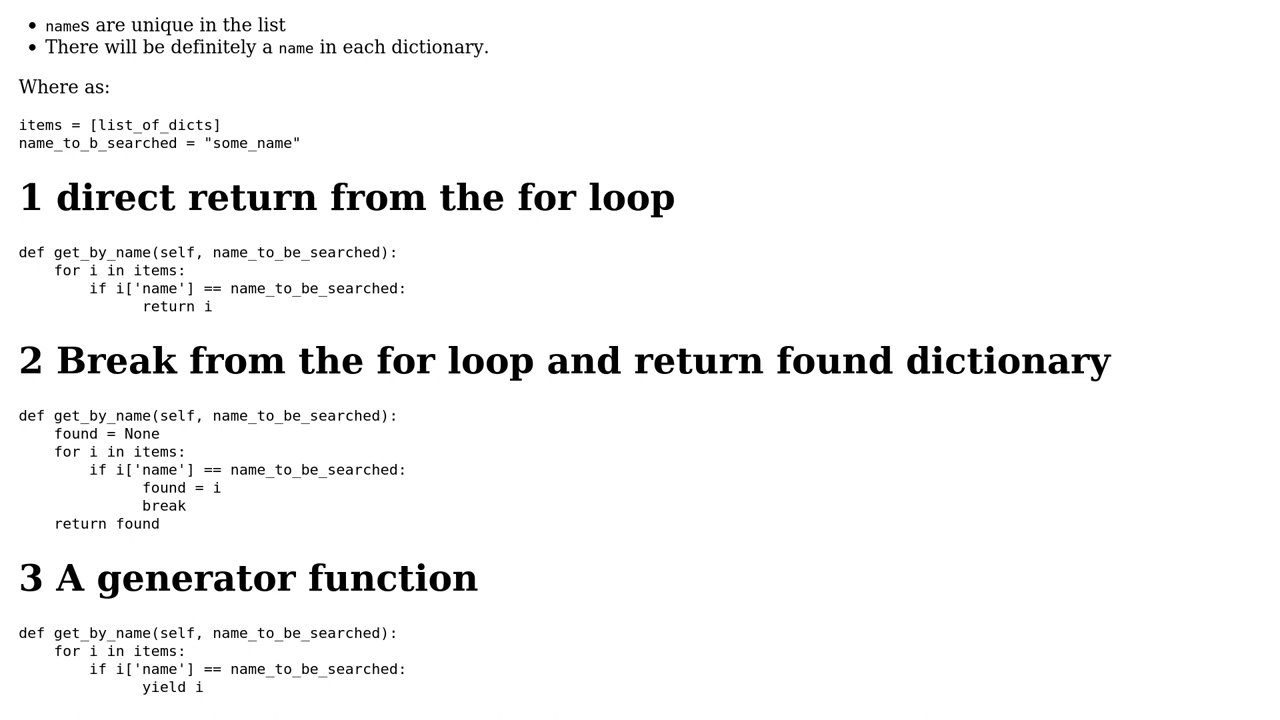 • names are unique in the list
• There will be definitely a name in each dictionary.
Where as:
items = [list_of_dicts]
name_to_b_searched = "some_name"
1 direct return from the for loop
def get_by_name(self, name_to_be_searched):
    for i in items:
        if i['name'] == name_to_be_searched:
              return i
2 Break from the for loop and return found dictionary
def get_by_name(self, name_to_be_searched):
    found = None
    for i in items:
        if i['name'] == name_to_be_searched:
              found = i
              break
    return found
3 A generator function
def get_by_name(self, name_to_be_searched):
    for i in items:
        if i['name'] == name_to_be_searched:
              yield i